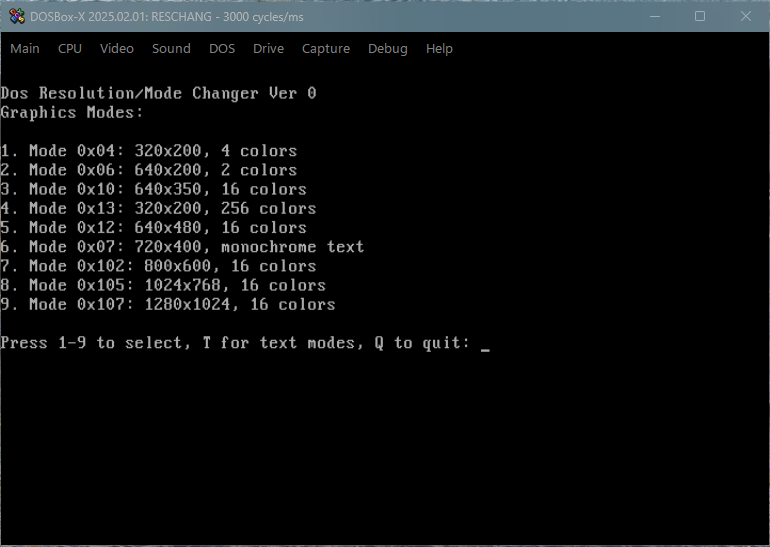 DOSBox-X 2025.02.01: RESCHANG - 3000 cycles/ms
Main CPU Video Sound DOS Drive Capture Debug Help
Dos Resolution/Mode Changer Ver 0
Graphics Modes:
1. Mode 0x04: 320x200, 4 colors
2. Mode 0x06: 640x200, 2 colors
3. Mode 0x10: 640x350, 16 colors
4. Mode 0x13: 320x200, 256 colors
5. Mode 0x12: 640x480, 16 colors
6. Mode 0x07: 720x400, monochrome text
7. Mode 0x102: 800x600, 16 colors
8. Mode 0x105: 1024x768, 16 colors
9. Mode 0x107: 1280x1024, 16 colors
Press 1-9 to select, T for text modes, Q to quit: _